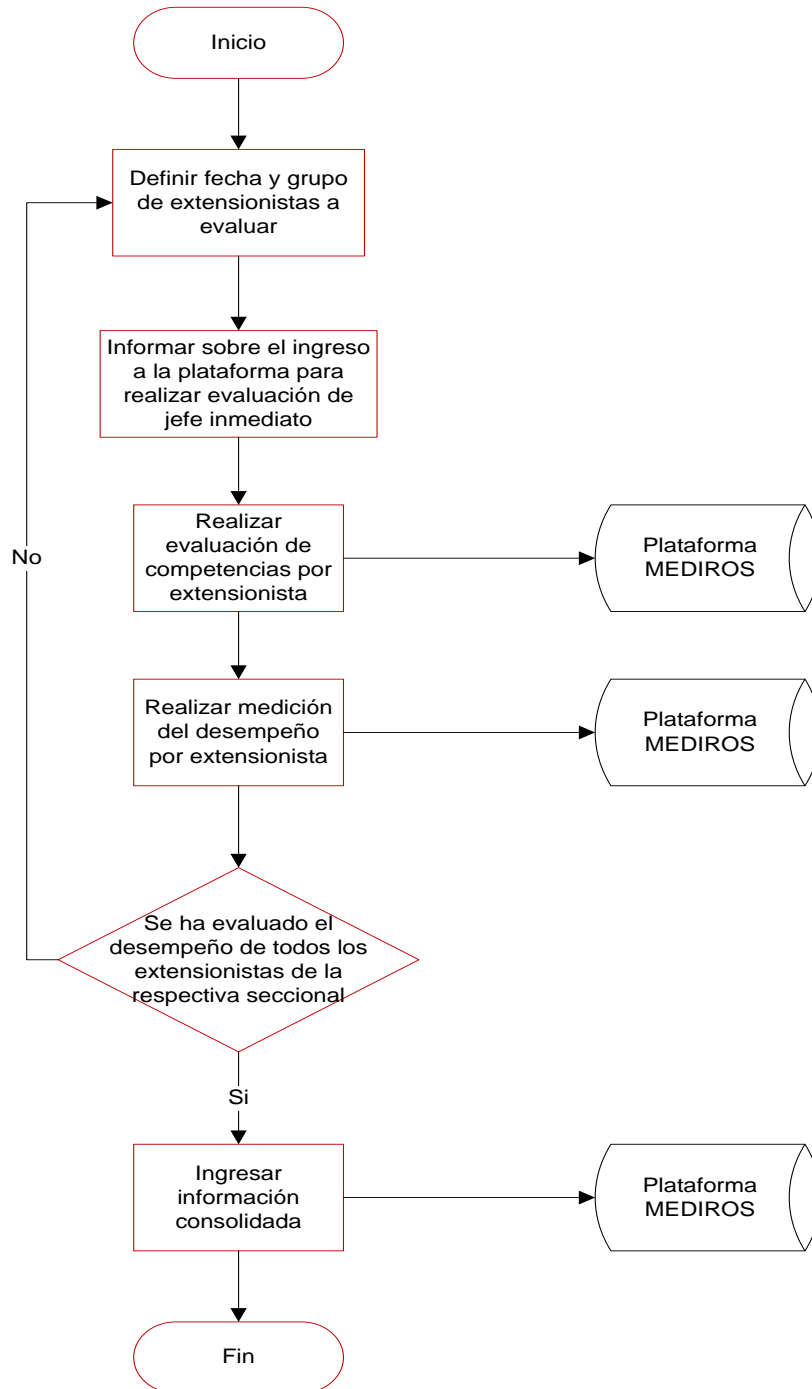 Inicio
Definir fecha y grupo
de extensionistas a
evaluar
Informar sobre el ingreso
a la plataforma para
realizar evaluación de
jefe inmediato
Realizar
evaluación de
competencias por
extensionista
Plataforma
MEDIROS
No
Realizar medición
del desempeño
por extensionista
Plataforma
MEDIROS
Se ha evaluado el
desempeño de todos los
extensionistas de la
respectiva seccional
Si
Ingresar
información
consolidada
Plataforma
MEDIROS
Fin